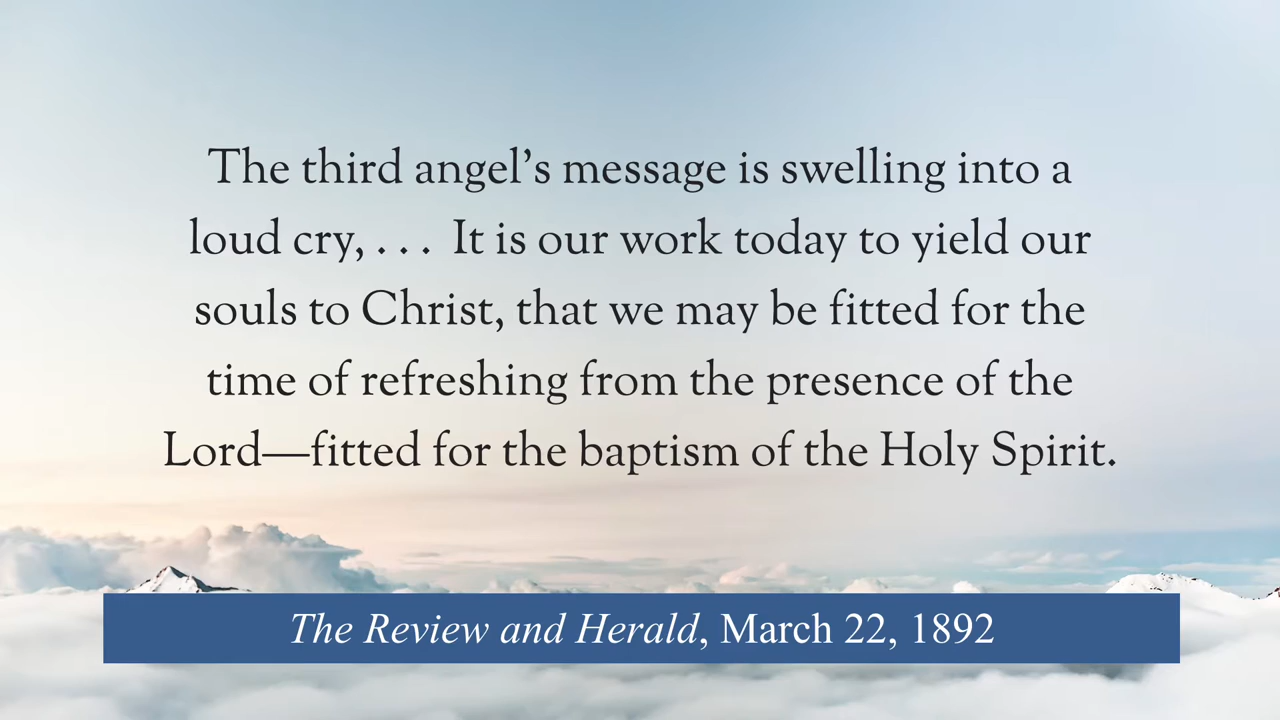 The third angel’s message is swelling into a
loud cry, . . .  It is our work today to yield our
souls to Christ, that we may be fitted for the
time of refreshing from the presence of the
Lord—fitted for the baptism of the Holy Spirit.
The Review and Herald, March 22, 1892